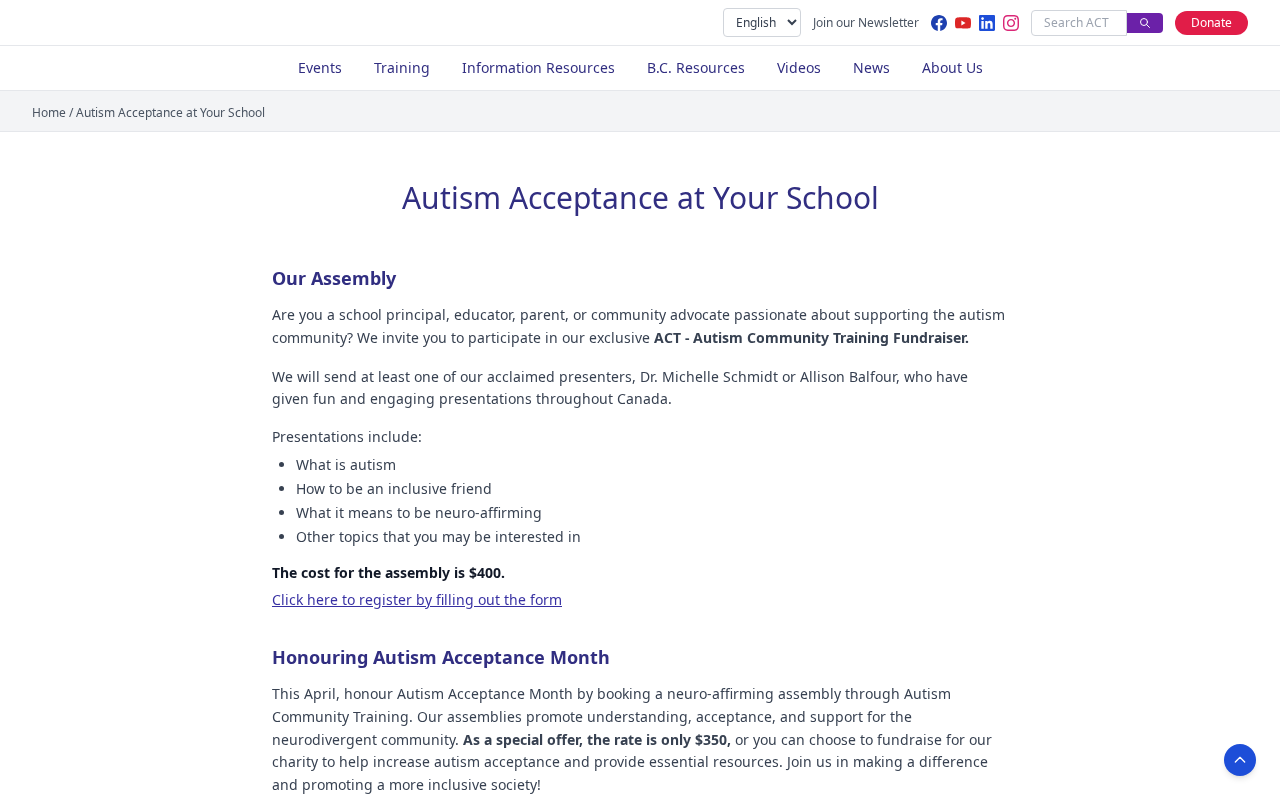 English
Join our Newsletter
Search ACT
Donate
Events
Training
Information Resources
B.C. Resources
Videos
News
About Us
Home / Autism Acceptance at Your School
Autism Acceptance at Your School
Our Assembly
Are you a school principal, educator, parent, or community advocate passionate about supporting the autism
community? We invite you to participate in our exclusive ACT - Autism Community Training Fundraiser.
We will send at least one of our acclaimed presenters, Dr. Michelle Schmidt or Allison Balfour, who have
given fun and engaging presentations throughout Canada.
Presentations include:
• What is autism
• How to be an inclusive friend
• What it means to be neuro-affirming
• Other topics that you may be interested in
The cost for the assembly is $400.
Click here to register by filling out the form
Honouring Autism Acceptance Month
This April, honour Autism Acceptance Month by booking a neuro-affirming assembly through Autism
Community Training. Our assemblies promote understanding, acceptance, and support for the
neurodivergent community. As a special offer, the rate is only $350, or you can choose to fundraise for our
charity to help increase autism acceptance and provide essential resources. Join us in making a difference
and promoting a more inclusive society!